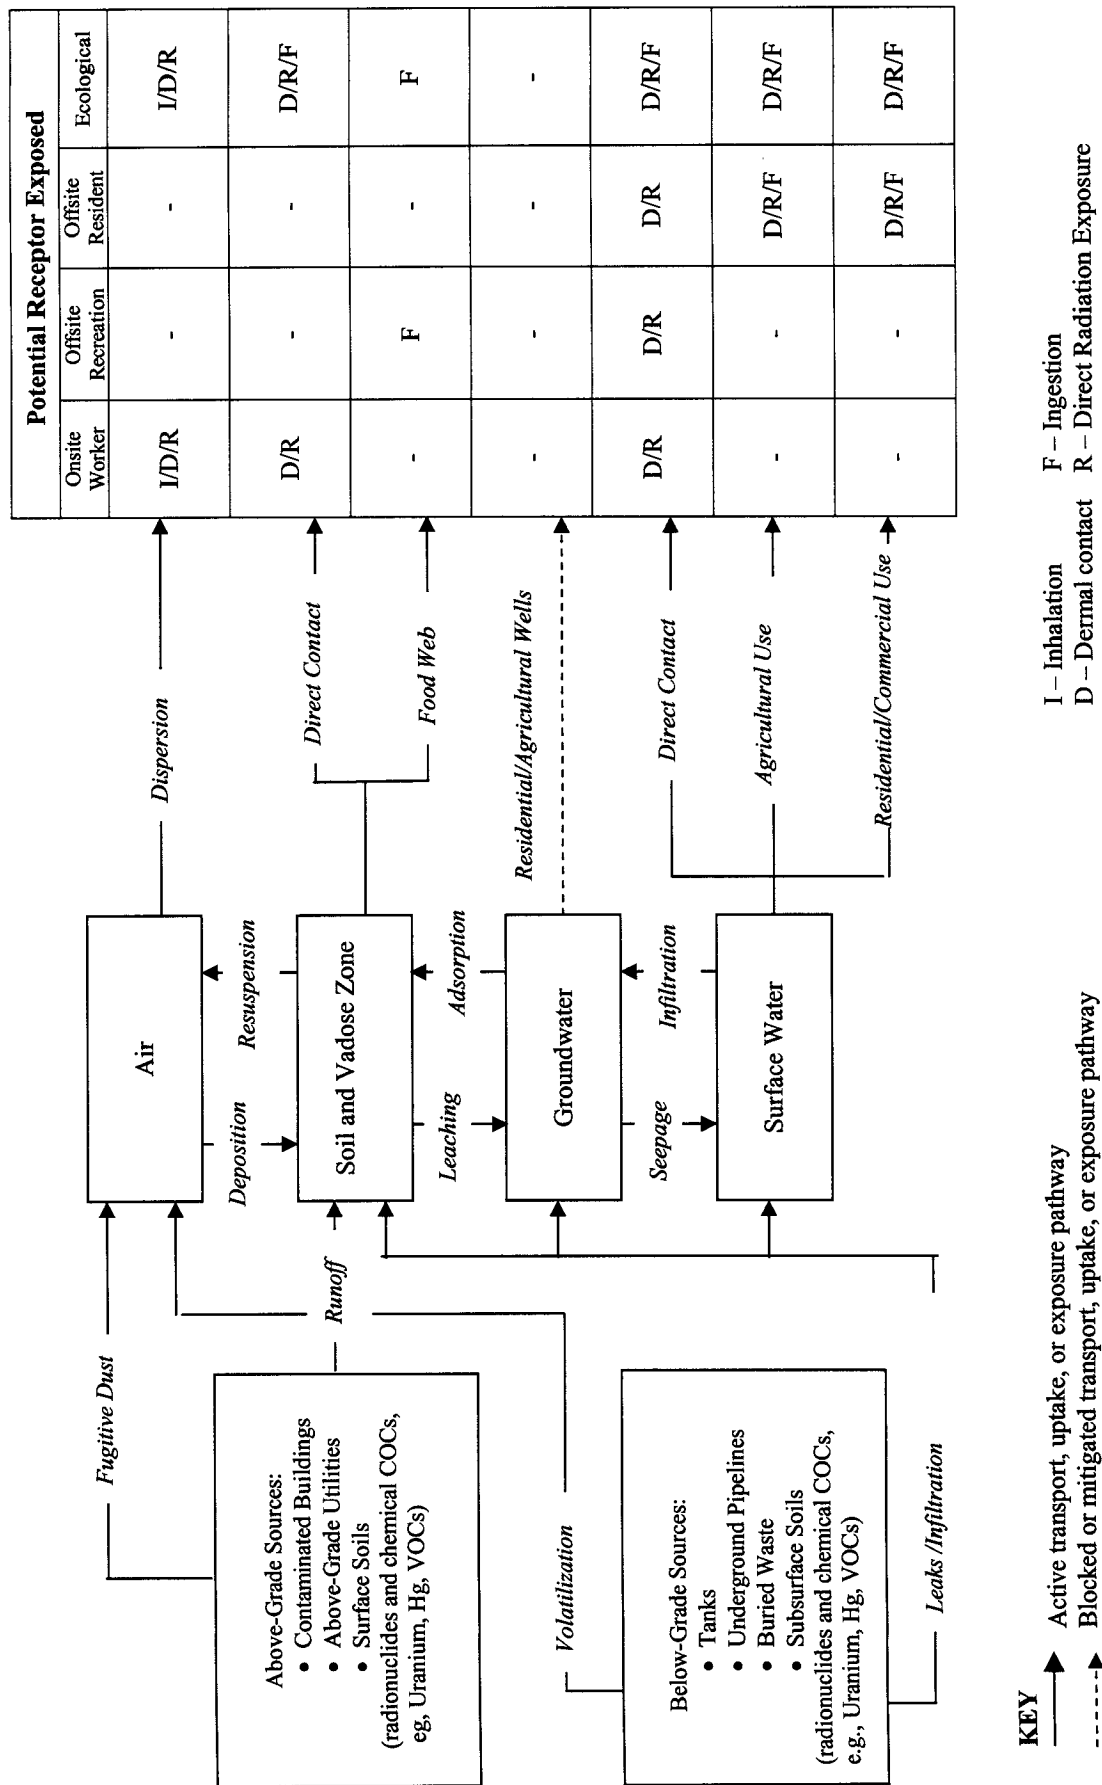 Above-Grade Sources:
• Contaminated Buildings
• Above-Grade Utilities
• Surface Soils
(radionuclides and chemical COCs,
eg, Uranium, Hg, VOCs)
Below-Grade Sources:
• Tanks
• Underground Pipelines
• Buried Waste
• Subsurface Soils
(radionuclides and chemical COCs,
e.g., Uranium, Hg, VOCs)
Fugitive Dust
Runoff
Volatilization
Leaks /Infiltration
Air
Deposition
Resuspension
Soil and Vadose Zone
Leaching
Adsorption
Groundwater
Seepage
Infiltration
Surface Water
Dispersion
Direct Contact
Food Web
Residential/Agricultural Wells
Direct Contact
Agricultural Use
Residential/Commercial Use
Potential Receptor Exposed
Onsite
Worker
Offsite
Recreation
Offsite
Resident
Ecological
I/D/R
-
-
I/D/R
D/R
-
-
D/R/F
-
F
-
F
-
-
-
-
D/R
D/R
D/R
D/R/F
-
-
D/R/F
D/R/F
-
-
D/R/F
D/R/F
KEY
Active transport, uptake, or exposure pathway
Blocked or mitigated transport, uptake, or exposure pathway
I – Inhalation
D – Dermal contact
F – Ingestion
R – Direct Radiation Exposure